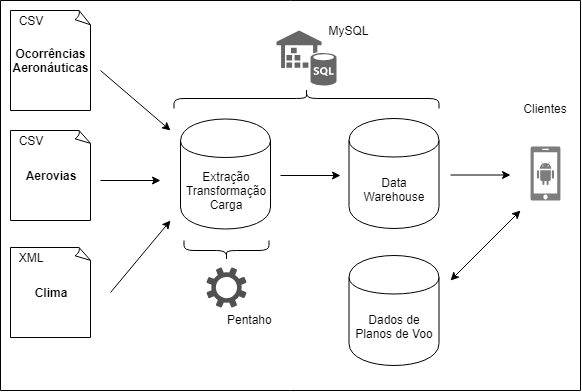 CSV
Ocorrências
Aeronáuticas
CSV
Aerovias
XML
Clima
MySQL
SQL
Extração
Transformação
Carga
Pentaho
Data
Warehouse
Dados de
Planos de Voo
Clientes